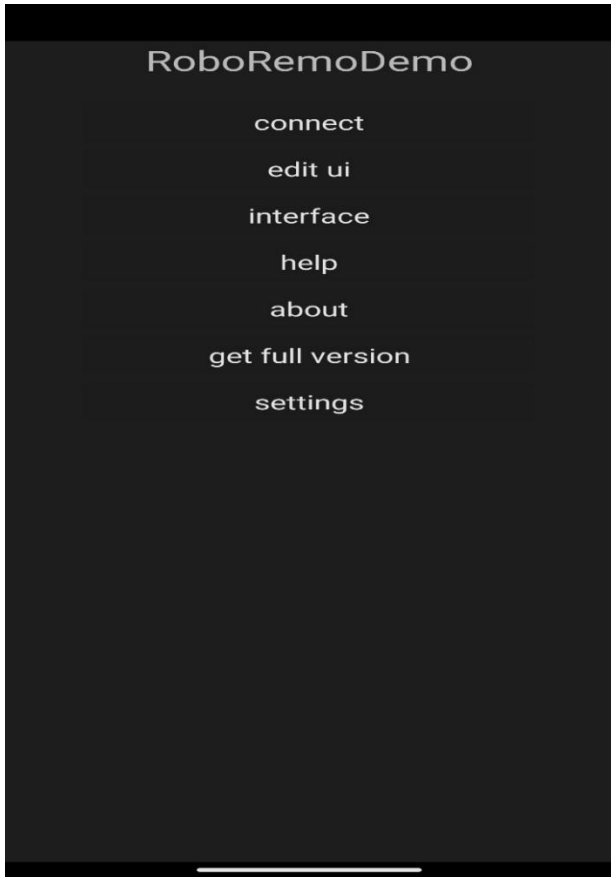 RoboRemoDemo
connect
edit ui
interface
help
about
get full version
settings